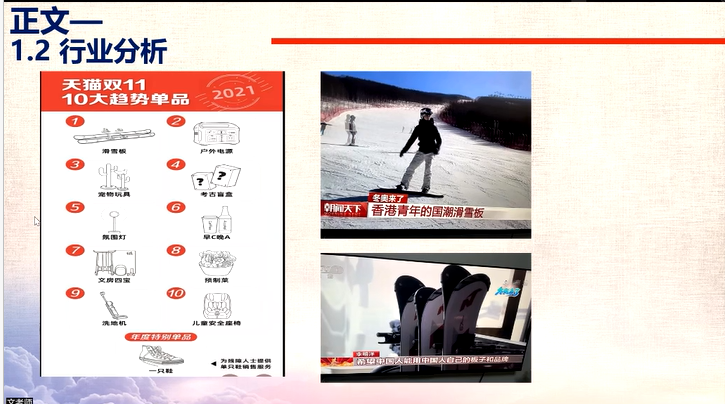 正文—
1.2 行业分析
天猫双11
10大趋势单品
2021
1
滑雪板
2
户外电源
3
宠物玩具
4
考古盲盒
5
氛围灯
6
早C晚A
7
文房四宝
8
预制菜
9
洗地机
10
儿童安全座椅
年度特别单品
一只鞋
为残障人士提供
单只鞋销售服务
冬奥来了
朝闻天下
香港青年的国潮滑雪板
希望中国人能用中国人自己的板子和品牌
文老师